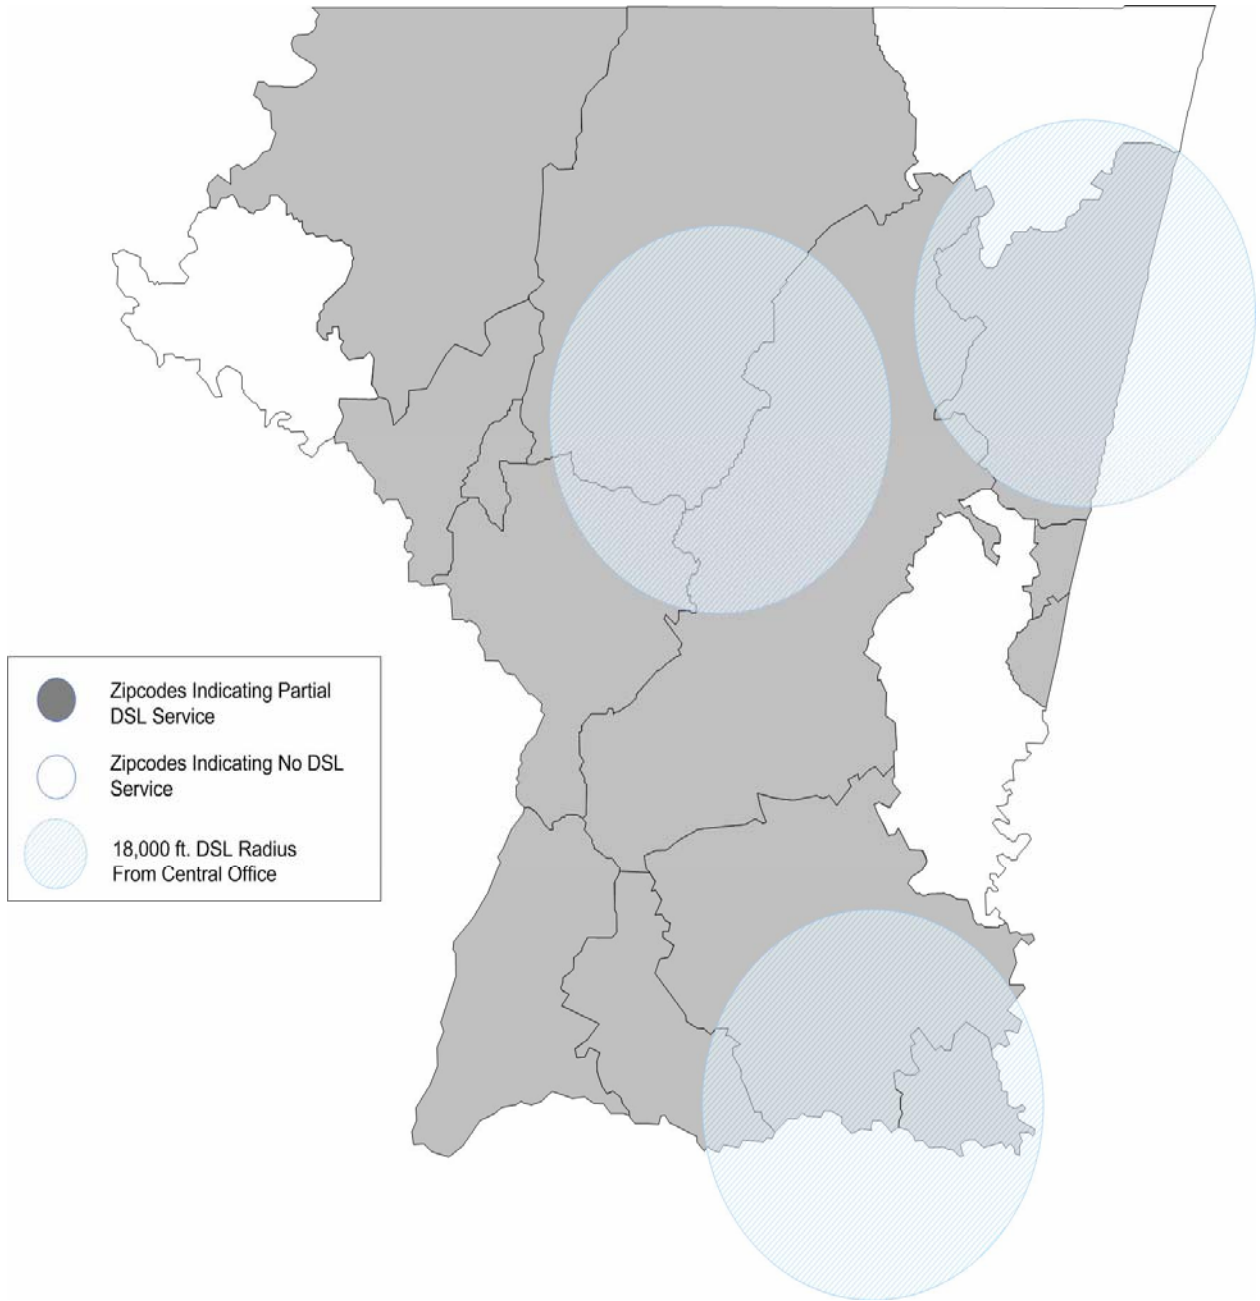 Zipcodes Indicating Partial
DSL Service
Zipcodes Indicating No DSL
Service
18,000 ft. DSL Radius
From Central Office